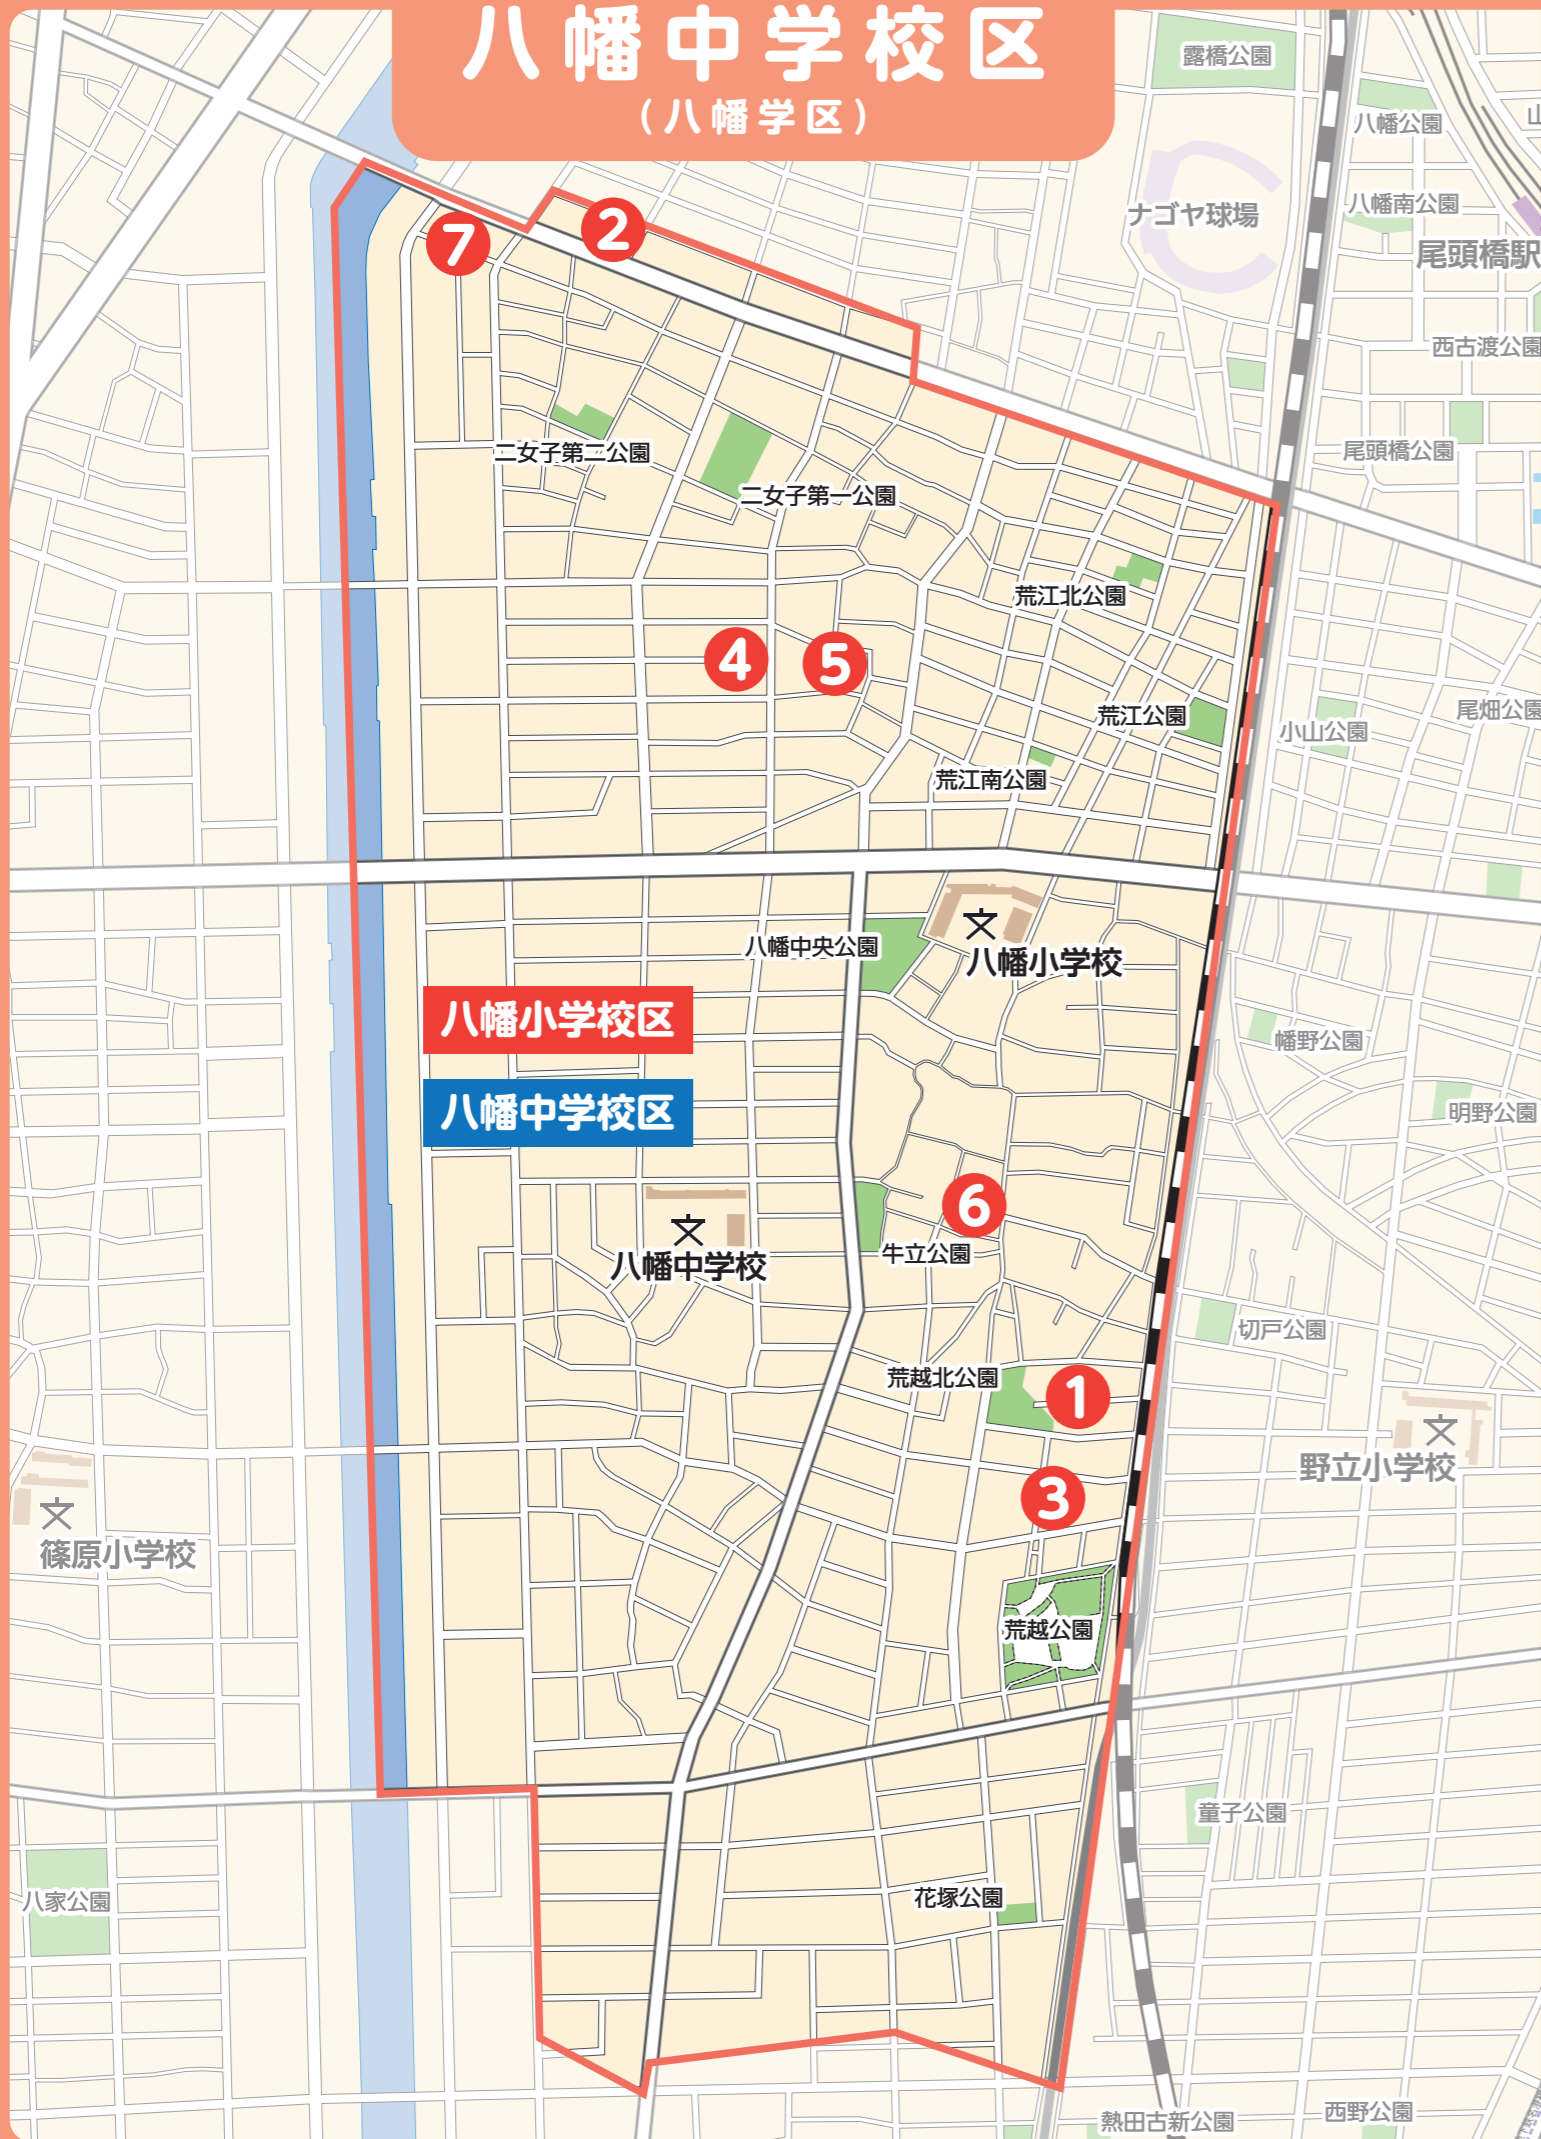 八幡中学校区
(八幡学区)
露橋公園
八幡公園
山
ナゴヤ球場
八幡南公園
尾頭橋駅
7
2
西古渡公園
二女子第二公園
尾頭橋公園
二女子第一公園
荒江北公園
4
5
荒江公園
尾畑公園
小山公園
荒江南公園
八幡中央公園
八幡小学校
八幡小学校区
幡野公園
八幡中学校区
明野公園
6
八幡中学校
牛立公園
切戸公園
荒越北公園
1
野立小学校
3
篠原小学校
荒越公園
童子公園
八家公園
花塚公園
熱田古新公園
西野公園